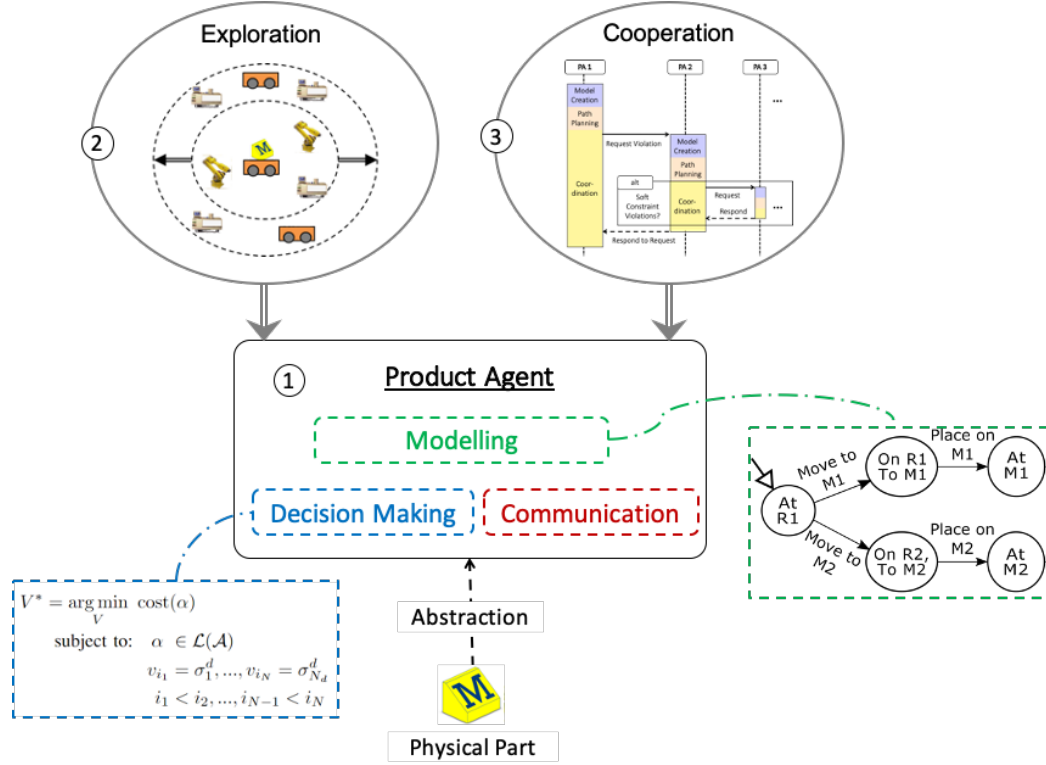 Exploration
2
M
Cooperation
3
PA 1
PA 2
PA 3
Model
Creation
Path
Planning
...
Request Violation
Model
Creation
Path
Planning
alt
Coor-
dination
Soft
Constraint
Violations?
Coor-
dination
Request
Respond
...
Respond to Request
1
Product Agent
Modelling
Decision Making
Communication
At
R1
Move to
M1
On R1
To M1
Place on
M1
At
M1
Move to
M2
On R2,
To M2
Place on
M2
At
M2
V* = arg min cost(α)
V
subject to: α ∈ 𝓛(𝓐)
v_{i_1} = σ_1^d, ..., v_{i_N} = σ_{N_d}^d
i_1 < i_2, ..., i_{N−1} < i_N
Abstraction
M
Physical Part